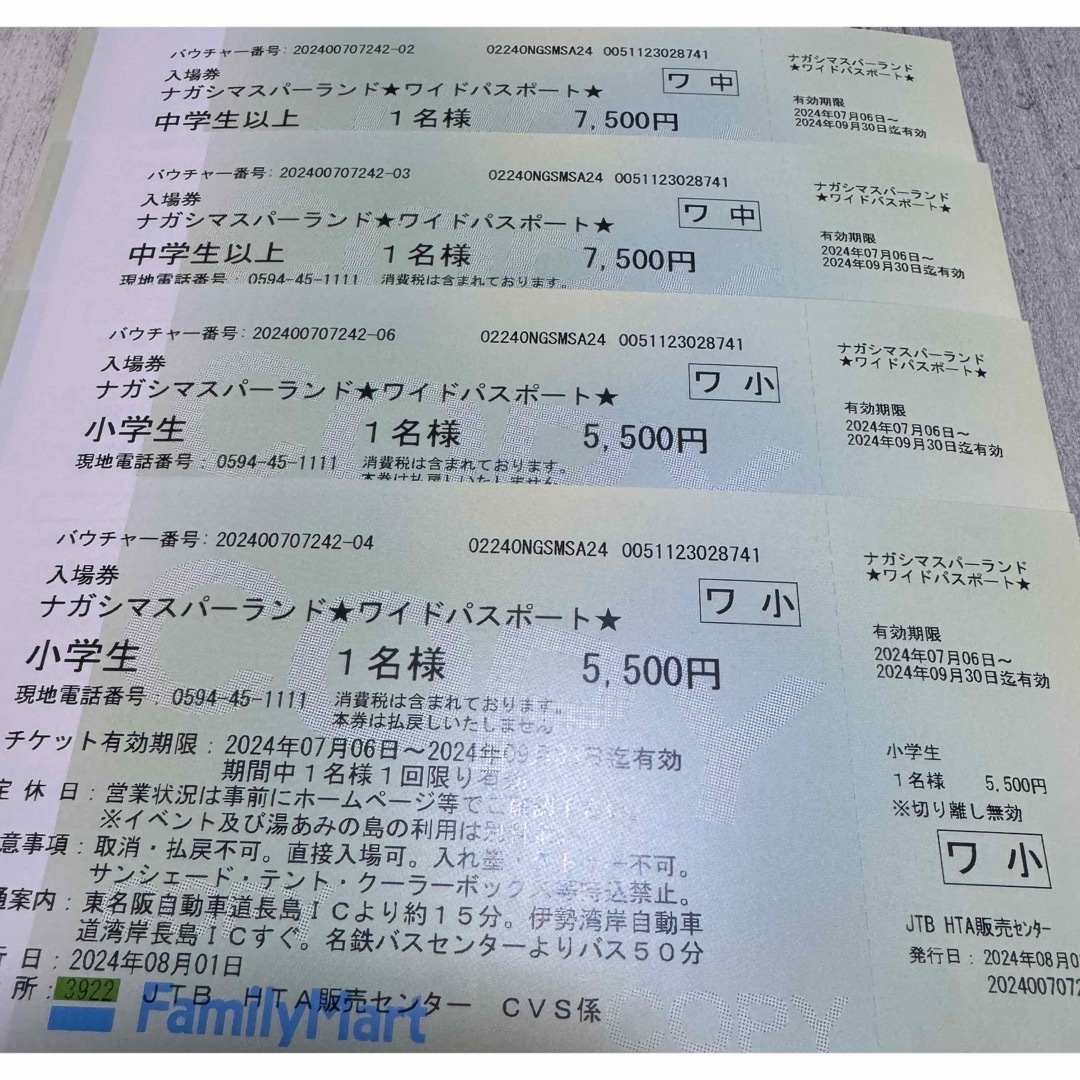 バウチャー番号: 202400707242-02 02240NGSMSA24 0051123028741
入場券
ナガシマスパーランド★ワイドパスポート★ ワ 中
中学生以上 1名様 7,500円
ナガシマスパーランド
★ワイドパスポート★
有効期限
2024年07月06日～
2024年09月30日迄有効
バウチャー番号: 202400707242-03 02240NGSMSA24 0051123028741
入場券
ナガシマスパーランド★ワイドパスポート★ ワ 中
中学生以上 1名様 7,500円
現地電話番号: 0594-45-1111 消費税は含まれております。
ナガシマスパーランド
★ワイドパスポート★
有効期限
2024年07月06日～
2024年09月30日迄有効
バウチャー番号: 202400707242-06 02240NGSMSA24 0051123028741
入場券
ナガシマスパーランド★ワイドパスポート★ ワ 小
小学生 1名様 5,500円
現地電話番号: 0594-45-1111 消費税は含まれております。
本券は払戻しいたしません
ナガシマスパーランド
★ワイドパスポート★
有効期限
2024年07月06日～
2024年09月30日迄有効
バウチャー番号: 202400707242-04 02240NGSMSA24 0051123028741
入場券
ナガシマスパーランド★ワイドパスポート★ ワ 小
小学生 1名様 5,500円
現地電話番号: 0594-45-1111 消費税は含まれております。
本券は払戻しいたしません
チケット有効期限: 2024年07月06日～2024年09 日迄有効
期間中1名様1回限り
定休日: 営業状況は事前にホームページ等で
※イベント及び湯あみの島の利用は
意事項: 取消・払戻不可。直接入場可。入れ墨・ 不可。
サンシェード・テント・クーラーボックス等持込禁止。
通案内: 東名阪自動車道長島ICより約15分。伊勢湾岸自動車
道湾岸長島ICすぐ。名鉄バスセンターよりバス50分
行日: 2024年08月01日
所: 3922 JTB HTA販売センター CVS係
FamilyMart
COPY
ナガシマスパーランド
★ワイドパスポート★
有効期限
2024年07月06日～
2024年09月30日迄有効
小学生
1名様 5,500円
※切り離し無効
ワ 小
JTB HTA販売センター
発行日: 2024年08月0
2024007072